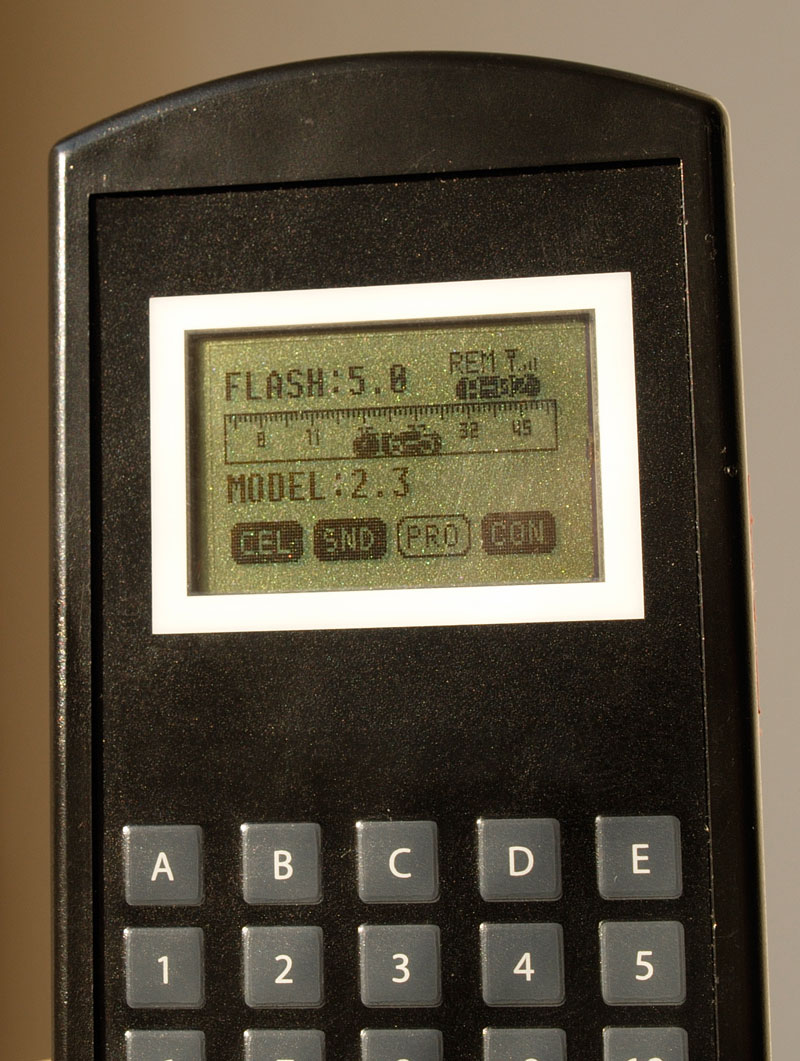 FLASH:5.0 REM
8 11 32 45
MODEL:2.3
CEL SND PRO CON
A B C D E
1 2 3 4 5